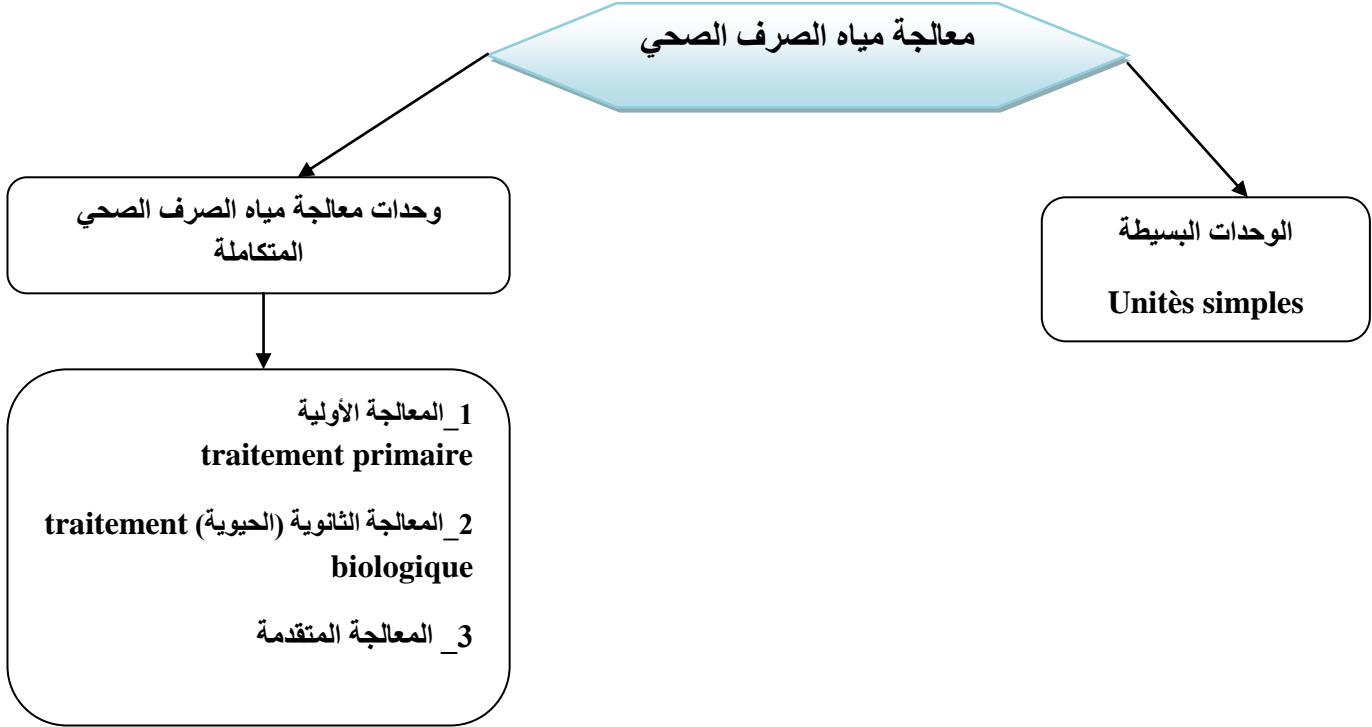 معالجة مياه الصرف الصحي
الوحدات البسيطة
Unitès simples
وحدات معالجة مياه الصرف الصحي
المتكاملة
1_المعالجة الأولية
traitement primaire
2_المعالجة الثانوية (الحيوية) traitement
biologique
3_ المعالجة المتقدمة